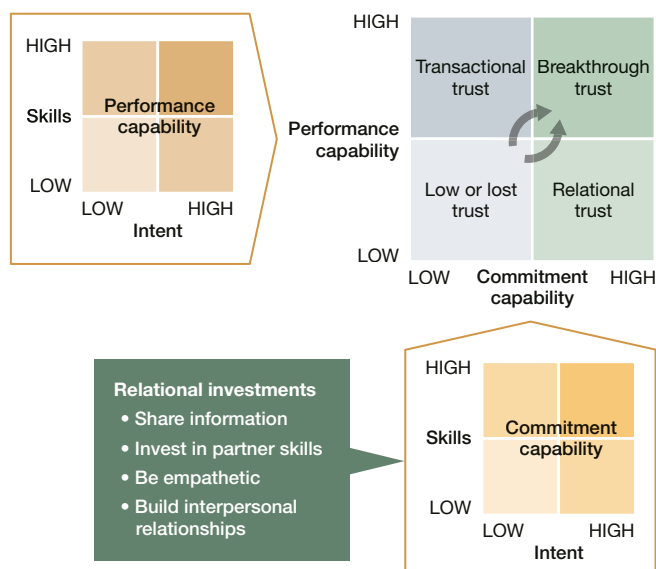 HIGH
Skills
LOW
Performance
capability
LOW
HIGH
Intent
HIGH
Performance
capability
LOW
Transactional
trust
Breakthrough
trust
Low or lost
trust
Relational
trust
LOW
Commitment
capability
HIGH
Relational investments
• Share information
• Invest in partner skills
• Be empathetic
• Build interpersonal
relationships
HIGH
Skills
LOW
Commitment
capability
LOW
HIGH
Intent